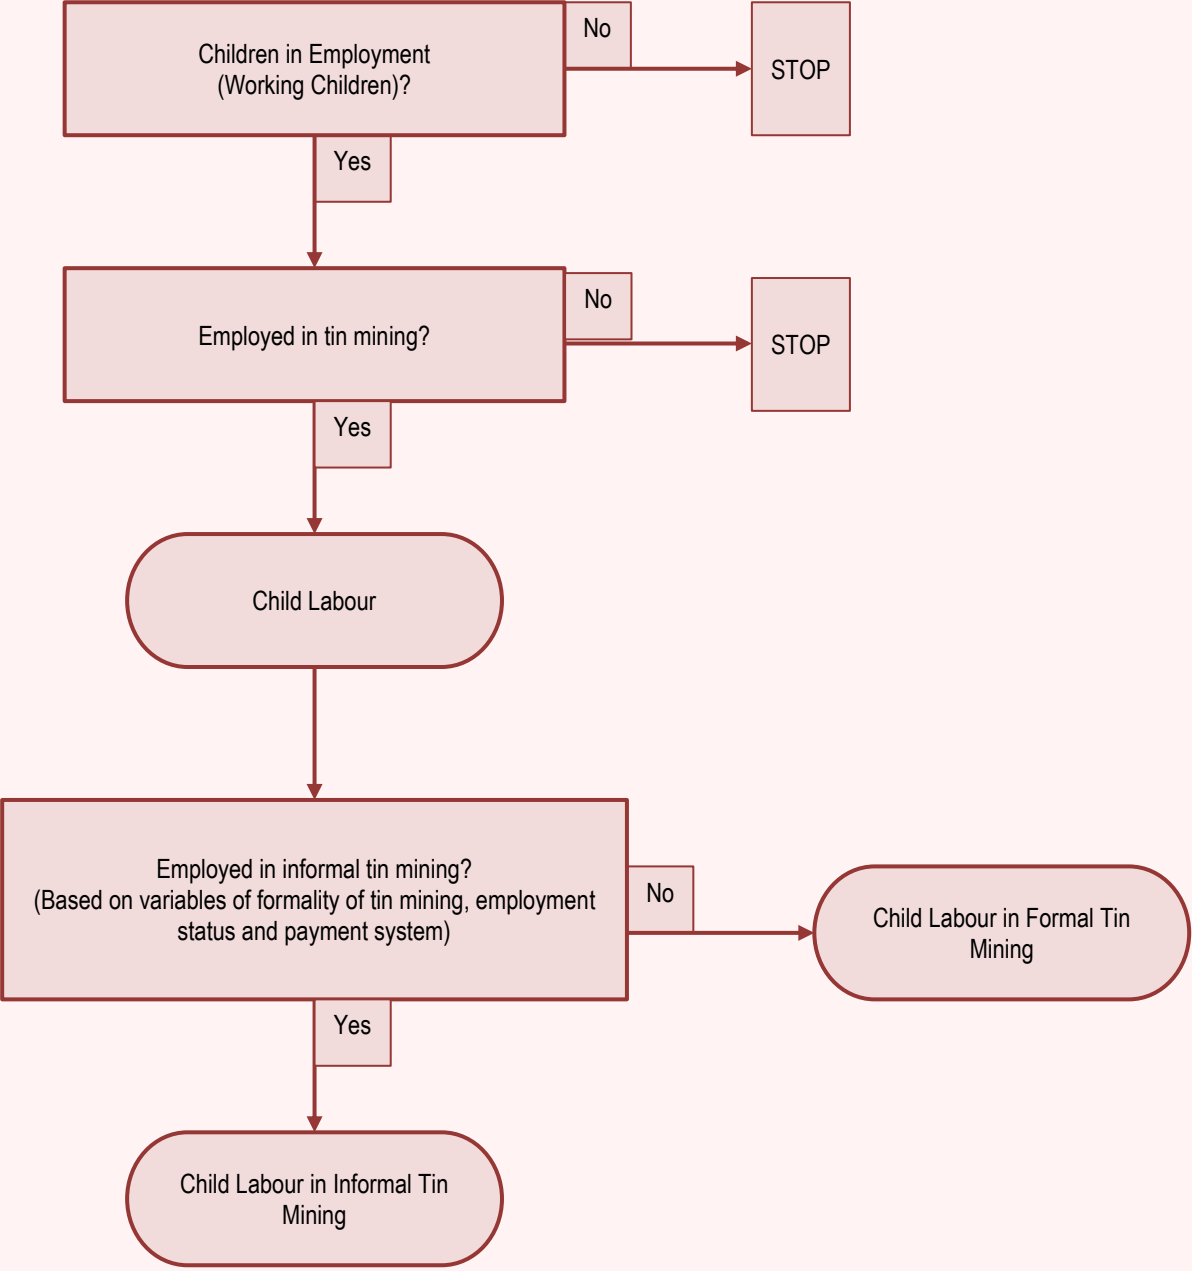 Children in Employment
(Working Children)?
No
STOP
Yes
Employed in tin mining?
No
STOP
Yes
Child Labour
Employed in informal tin mining?
(Based on variables of formality of tin mining, employment
status and payment system)
No
Child Labour in Formal Tin
Mining
Yes
Child Labour in Informal Tin
Mining